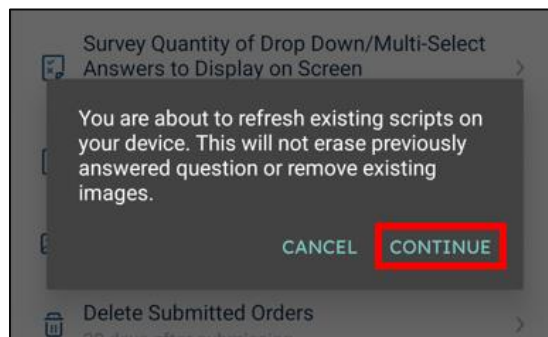 Survey Quantity of Drop Down/Multi-Select
Answers to Display on Screen
You are about to refresh existing scripts on
your device. This will not erase previously
answered question or remove existing
images.
CANCEL CONTINUE
Delete Submitted Orders